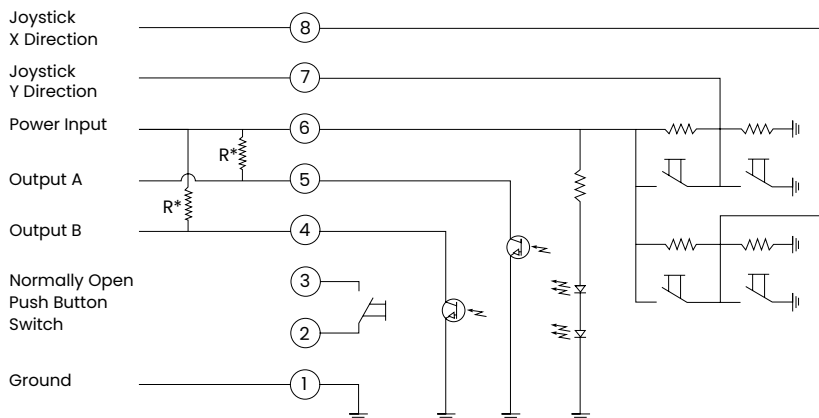 Joystick
X Direction
8
Joystick
Y Direction
7
Power Input
6
R*
Output A
5
R*
Output B
4
Normally Open
Push Button
Switch
3
2
Ground
1